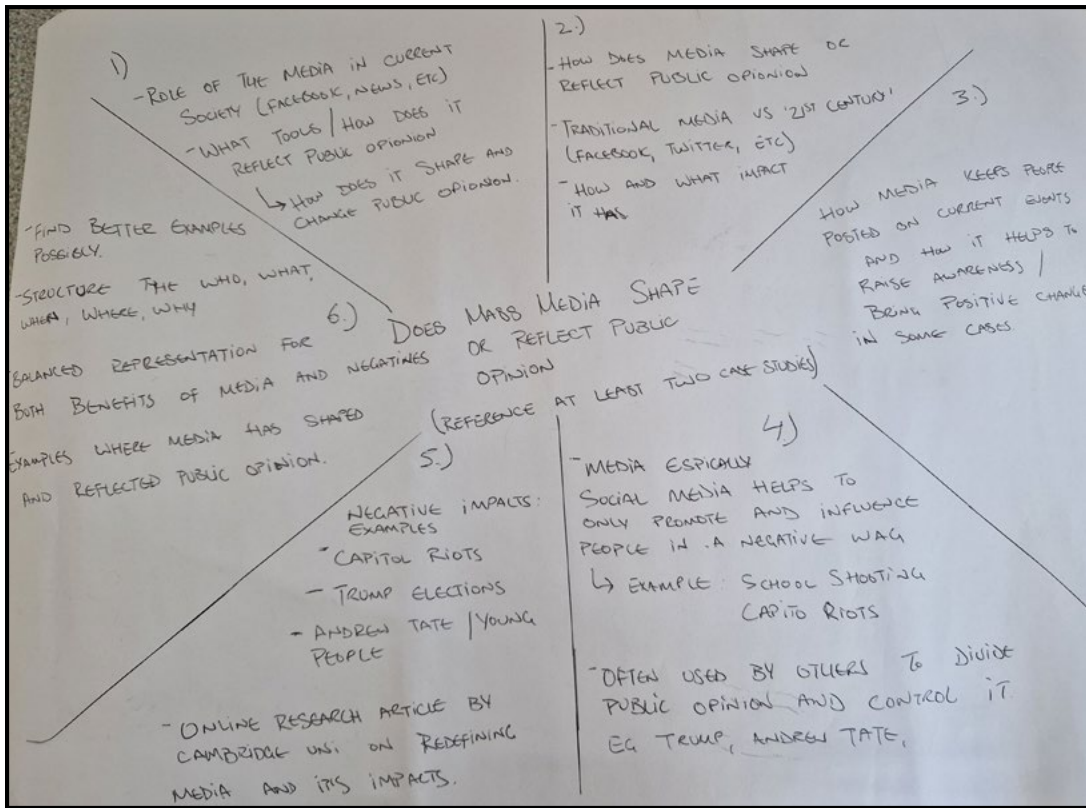 1)
-ROLE OF THE MEDIA IN CURRENT
SOCIETY (FACEBOOK, NEWS, ETC)
-WHAT TOOLS / HOW DOES IT
REFLECT PUBLIC OPIONION
↳ HOW DOES IT SHAPE AND
CHANGE PUBLIC OPIONION.
2.)
-HOW DOES MEDIA SHAPE OR
REFLECT PUBLIC OPIONION
-TRADITIONAL MEDIA VS '21ST CENTURY'
(FACEBOOK, TWITTER, ETC)
-HOW AND WHAT IMPACT
IT HAS
3.)
HOW MEDIA KEEPS PEOPLE
POSTED ON CURRENT EVENTS
AND HOW IT HELPS TO
RAISE AWARENESS /
BRING POSITIVE CHANGE
IN SOME CASES.
DOES MASS MEDIA SHAPE
OR REFLECT PUBLIC
OPINION
(REFERENCE AT LEAST TWO CASE STUDIES)
4.)
-MEDIA ESPICALLY
SOCIAL MEDIA HELPS TO
ONLY PROMOTE AND INFLUENCE
PEOPLE IN A NEGATIVE WAY
↳ EXAMPLE: SCHOOL SHOOTING
CAPITO RIOTS
-OFTEN USED BY OTHERS TO DIVIDE
PUBLIC OPINION AND CONTROL IT
EG TRUMP, ANDREW TATE,
5.)
NEGATIVE IMPACTS:
EXAMPLES
-CAPITOL RIOTS
- TRUMP ELECTIONS
- ANDREW TATE / YOUNG
PEOPLE
-ONLINE RESEARCH ARTICLE BY
CAMBRIDGE UNI ON REDEFINING
MEDIA AND ITS IMPACTS.
6.)
-FIND BETTER EXAMPLES
POSSIBLY.
-STRUCTURE THE WHO, WHAT,
WHEN, WHERE, WHY
BALANCED REPRESENTATION FOR
BOTH BENEFITS OF MEDIA AND NEGATINES
EXAMPLES WHERE MEDIA HAS SHAPED
AND REFLECTED PUBLIC OPINION.